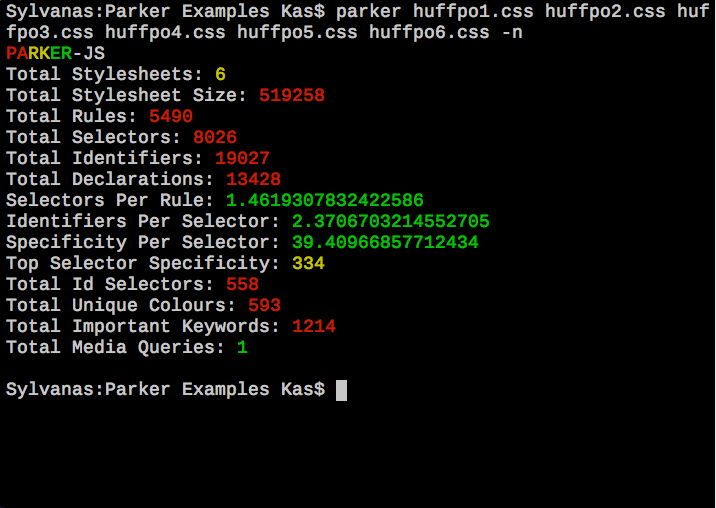 Sylvanas:Parker Examples Kas$ parker huffpo1.css huffpo2.css huf
fpo3.css huffpo4.css huffpo5.css huffpo6.css -n
PARKER-JS
Total Stylesheets: 6
Total Stylesheet Size: 519258
Total Rules: 5490
Total Selectors: 8026
Total Identifiers: 19027
Total Declarations: 13428
Selectors Per Rule: 1.4619307832422586
Identifiers Per Selector: 2.3706703214552705
Specificity Per Selector: 39.40966857712434
Top Selector Specificity: 334
Total Id Selectors: 558
Total Unique Colours: 593
Total Important Keywords: 1214
Total Media Queries: 1
Sylvanas:Parker Examples Kas$